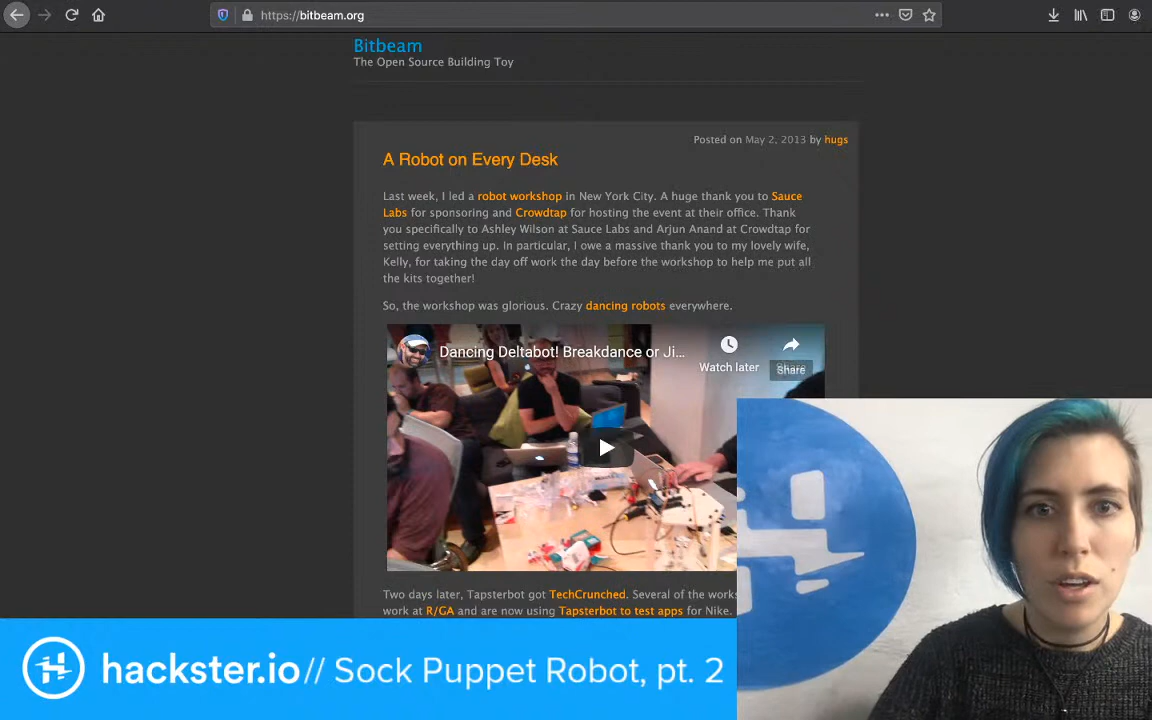 https://bitbeam.org
Bitbeam
The Open Source Building Toy
Posted on May 2, 2013 by hugs
A Robot on Every Desk
Last week, I led a robot workshop in New York City. A huge thank you to Sauce
Labs for sponsoring and Crowdtap for hosting the event at their office. Thank
you specifically to Ashley Wilson at Sauce Labs and Arjun Anand at Crowdtap for
setting everything up. In particular, I owe a massive thank you to my lovely wife,
Kelly, for taking the day off work the day before the workshop to help me put all
the kits together!
So, the workshop was glorious. Crazy dancing robots everywhere.
Dancing Deltabot! Breakdance or Ji...
Watch later
Share
Two days later, Tapsterbot got TechCrunched. Several of the works
work at R/GA and are now using Tapsterbot to test apps for Nike.
hackster.io // Sock Puppet Robot, pt. 2